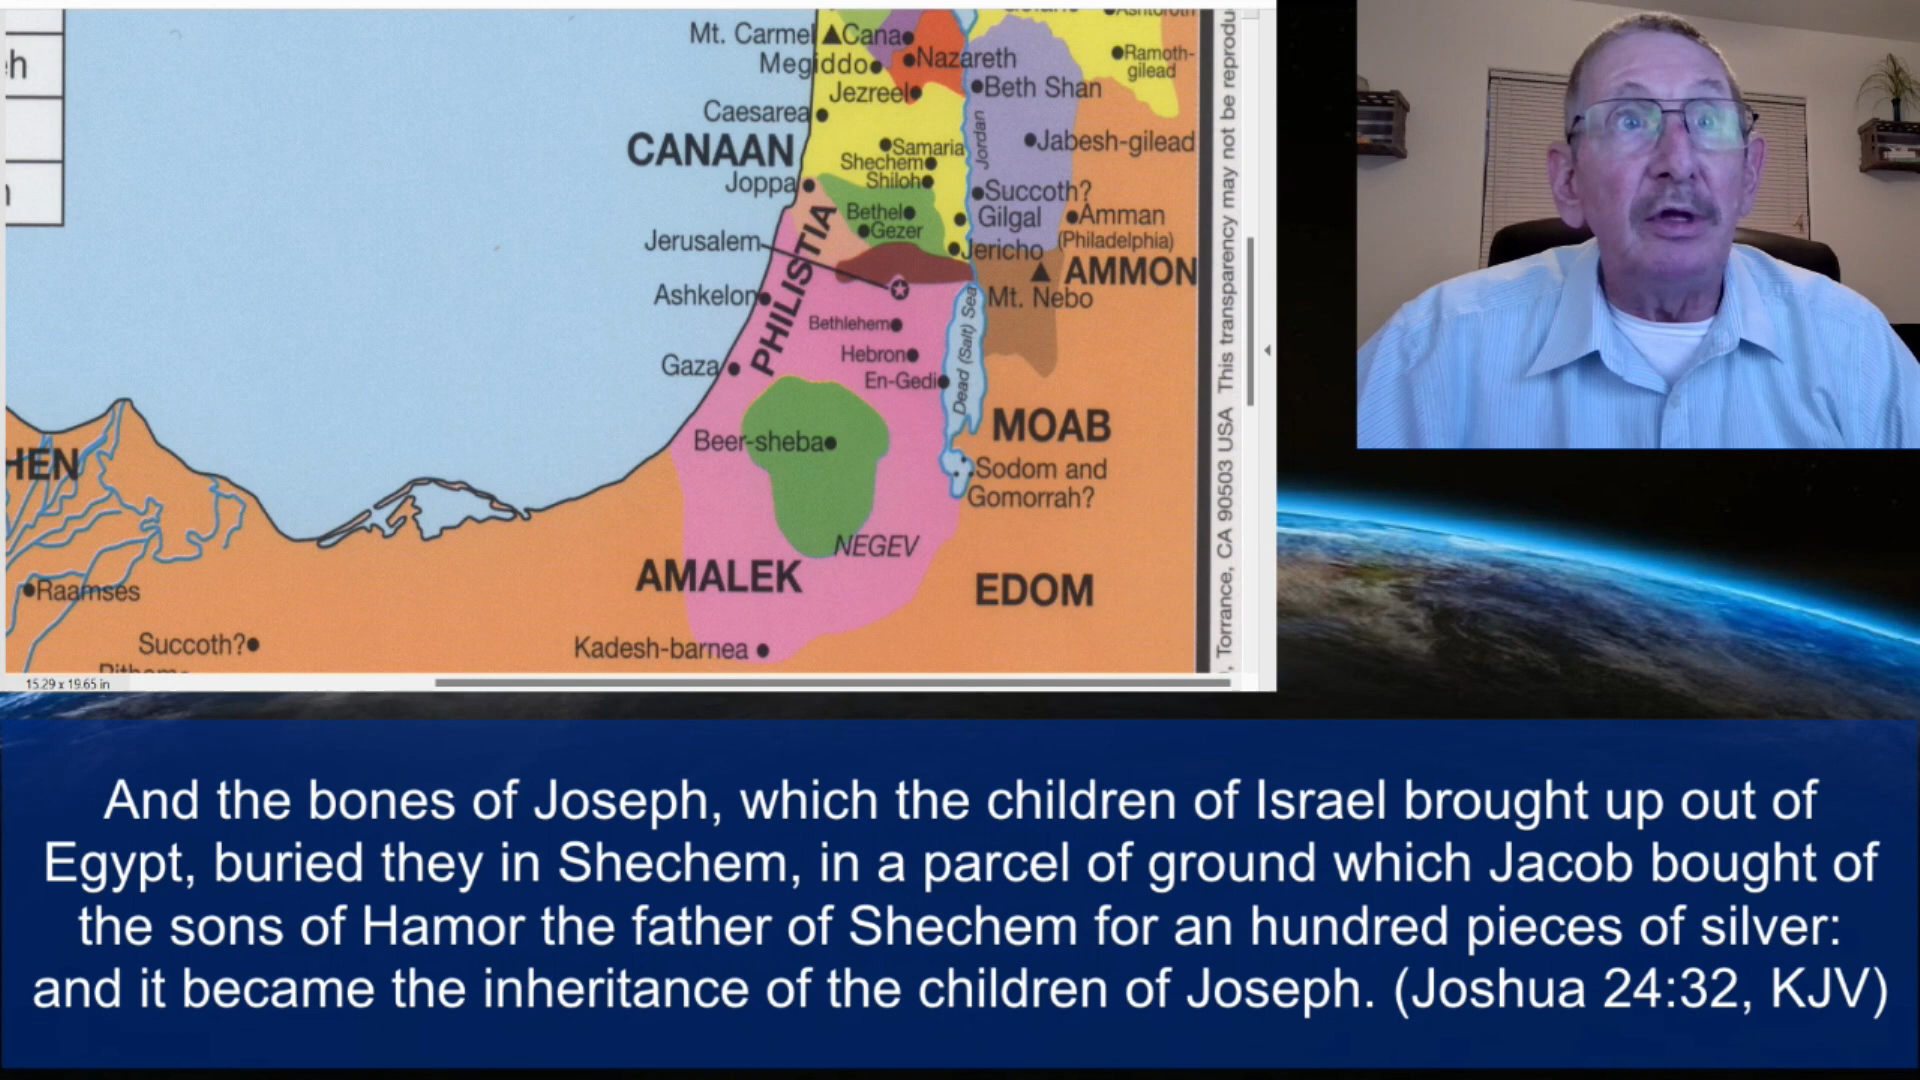 h
Mt. Carmel
Cana
Ashtoroth
Nazareth
Ramoth-
gilead
Megiddo
Jezreel
Beth Shan
Caesarea
CANAAN
Samaria
Jordan
Jabesh-gilead
Shechem
Joppa
Shiloh
Succoth?
Bethel
Gilgal
Amman
Gezer
(Philadelphia)
Jerusalem
PHILISTIA
Jericho
AMMON
Ashkelon
Mt. Nebo
Bethlehem
Hebron
Dead (Salt) Sea
Gaza
En-Gedi
MOAB
Beer-sheba
HEN
Sodom and
Gomorrah?
NEGEV
AMALEK
EDOM
Raamses
Succoth?
Kadesh-barnea
15.29 x 19.65 in
, Torrance, CA 90503 USA This transparency may not be reprodu
And the bones of Joseph, which the children of Israel brought up out of
Egypt, buried they in Shechem, in a parcel of ground which Jacob bought of
the sons of Hamor the father of Shechem for an hundred pieces of silver:
and it became the inheritance of the children of Joseph. (Joshua 24:32, KJV)